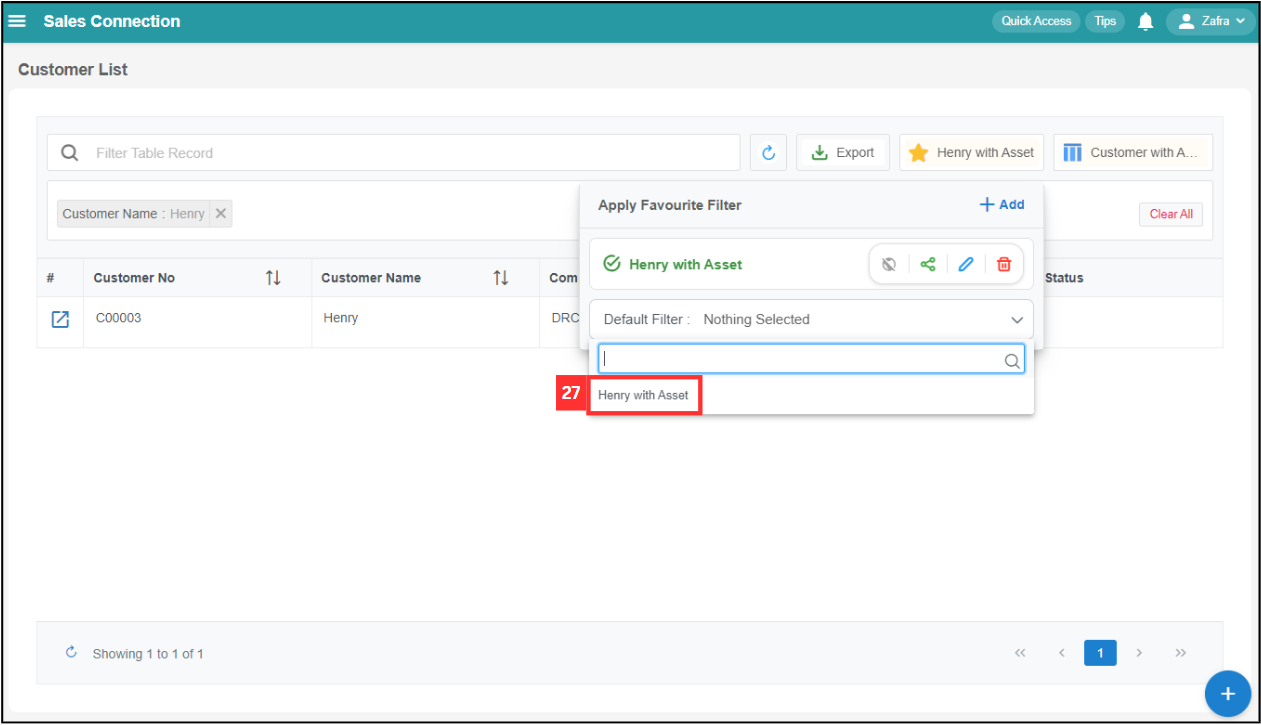 Sales Connection
Quick Access
Tips
Zafra
Customer List
Filter Table Record
Export
Henry with Asset
Customer with A...
Customer Name : Henry
Clear All
Apply Favourite Filter
Add
Henry with Asset
Default Filter : Nothing Selected
27
Henry with Asset
# Customer No Customer Name Com Status
C00003 Henry DRC
Showing 1 to 1 of 1
« ‹ 1 › »
+